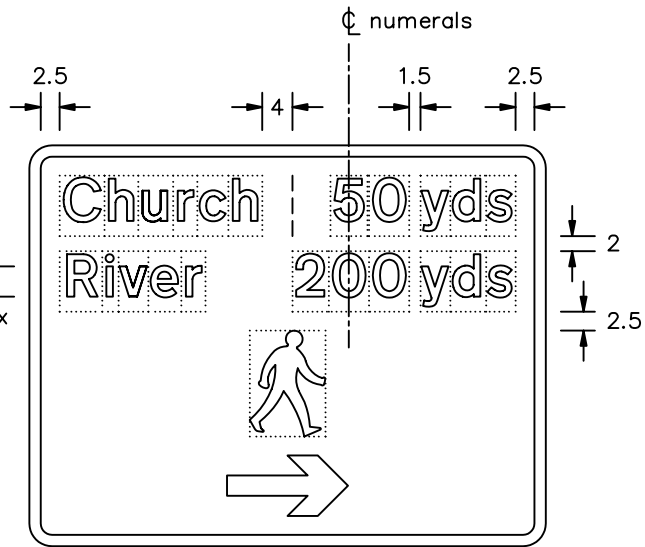 ℄ numerals
2.5 4 1.5 2.5
Church 50 yds
2
River 200 yds
x
2.5